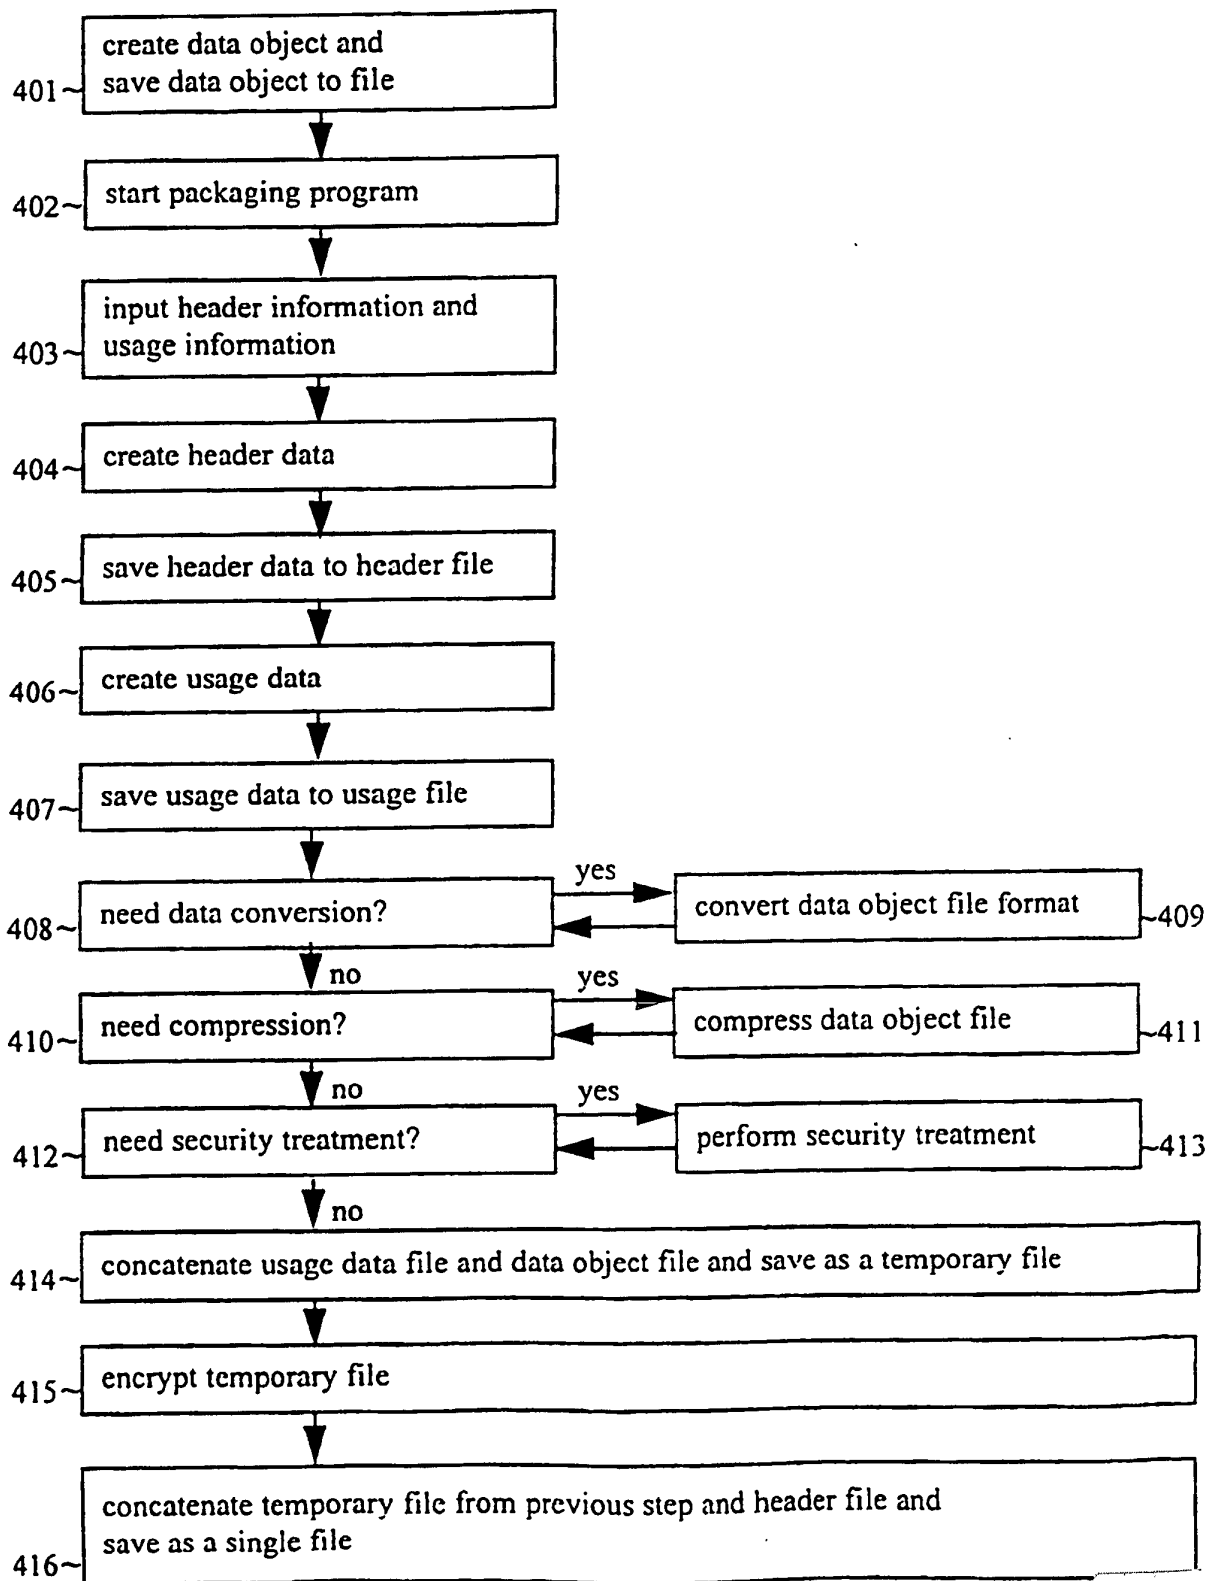 create data object and
save data object to file
401~
start packaging program
402~
input header information and
usage information
403~
create header data
404~
save header data to header file
405~
create usage data
406~
save usage data to usage file
407~
yes
need data conversion?
408~
convert data object file format
~409
no
yes
need compression?
410~
compress data object file
~411
no
yes
need security treatment?
412~
perform security treatment
~413
no
concatenate usage data file and data object file and save as a temporary file
414~
encrypt temporary file
415~
concatenate temporary file from previous step and header file and
save as a single file
416~